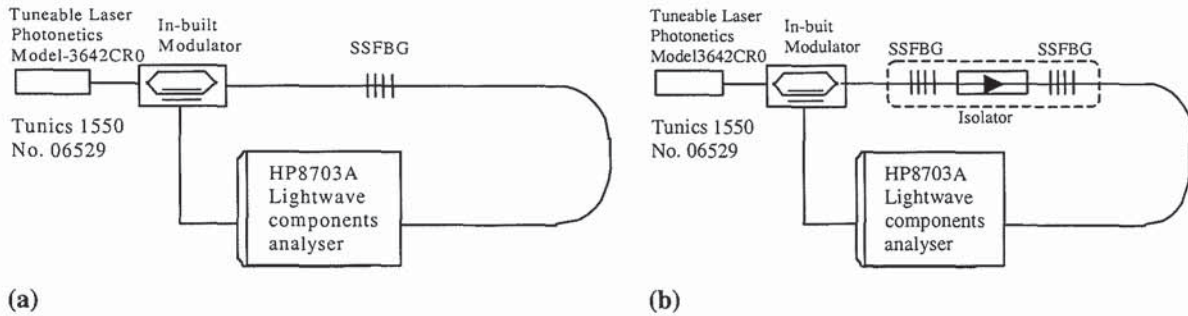 Tuneable Laser
Photonetics
Model-3642CR0
In-built
Modulator
SSFBG
Tunics 1550
No. 06529
HP8703A
Lightwave
components
analyser
(a)
Tuneable Laser
Photonetics
Model3642CR0
In-buit
Modulator
SSFBG
SSFBG
Isolator
Tunics 1550
No. 06529
HP8703A
Lightwave
components
analyser
(b)